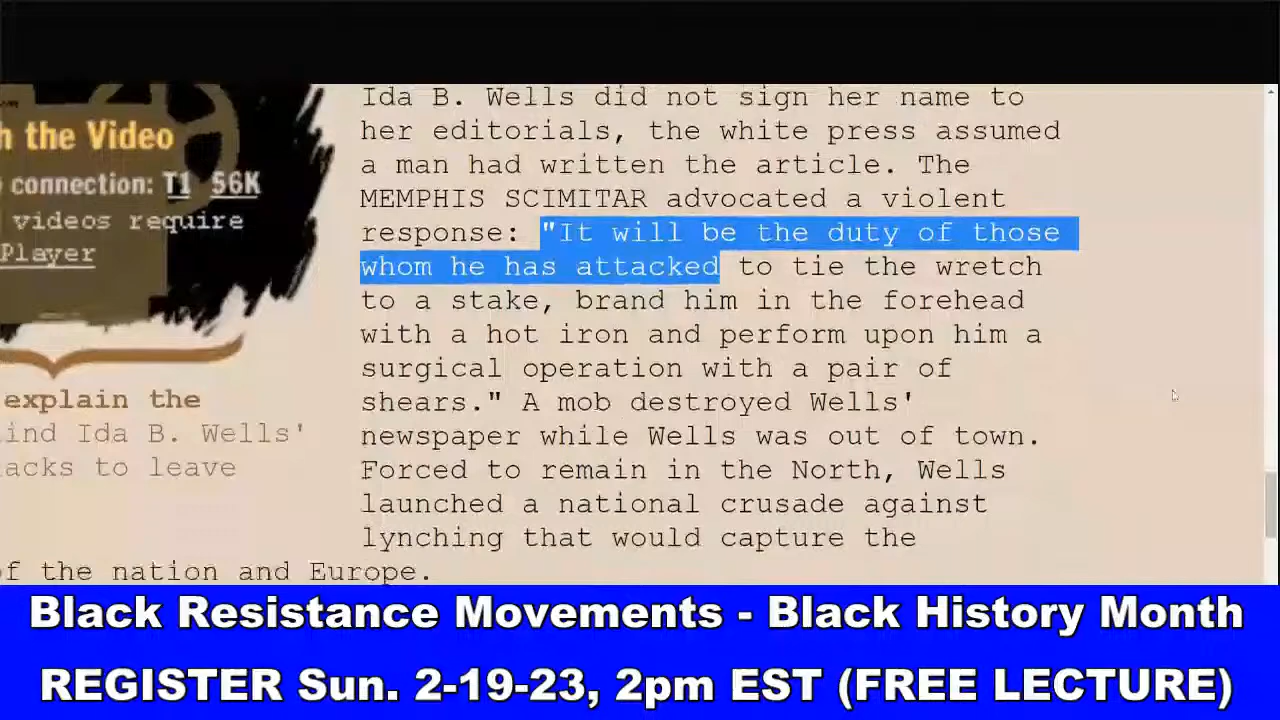 h the Video
connection: T1 56K
videos require
Player
explain the
ind Ida B. Wells'
acks to leave
Ida B. Wells did not sign her name to
her editorials, the white press assumed
a man had written the article. The
MEMPHIS SCIMITAR advocated a violent
response: "It will be the duty of those
whom he has attacked to tie the wretch
to a stake, brand him in the forehead
with a hot iron and perform upon him a
surgical operation with a pair of
shears." A mob destroyed Wells'
newspaper while Wells was out of town.
Forced to remain in the North, Wells
launched a national crusade against
lynching that would capture the
of the nation and Europe.
Black Resistance Movements - Black History Month
REGISTER Sun. 2-19-23, 2pm EST (FREE LECTURE)